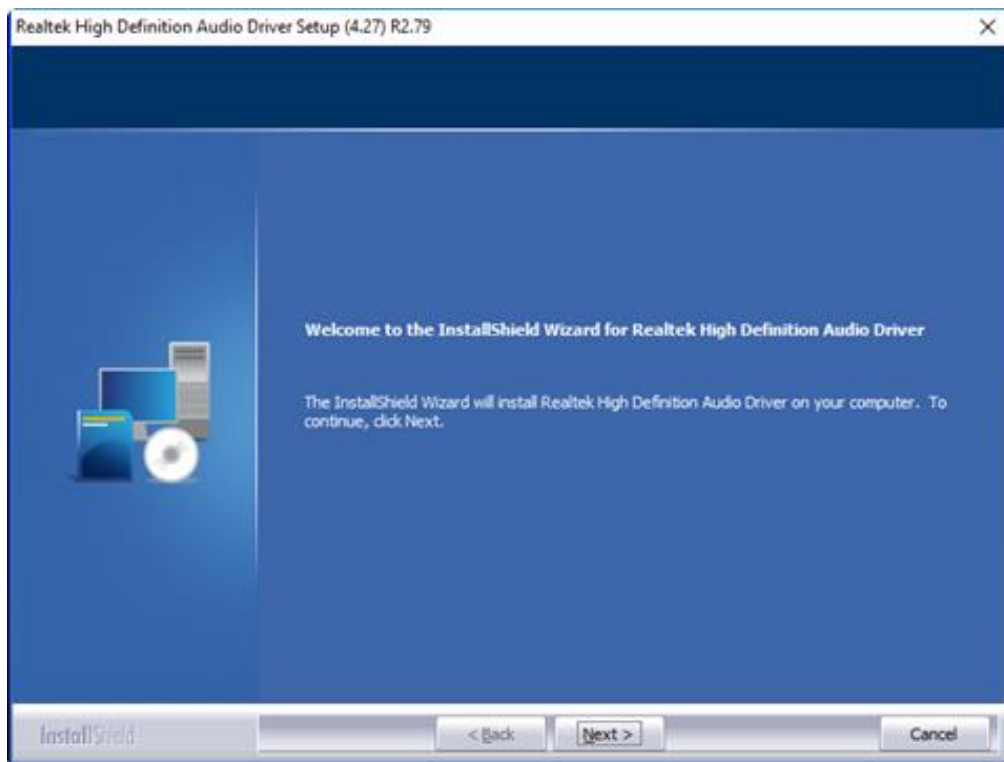 Realtek High Definition Audio Driver Setup (4.27) R2.79
Welcome to the InstallShield Wizard for Realtek High Definition Audio Driver
The InstallShield Wizard will install Realtek High Definition Audio Driver on your computer. To
continue, click Next.
InstallShield
< Back
Next >
Cancel